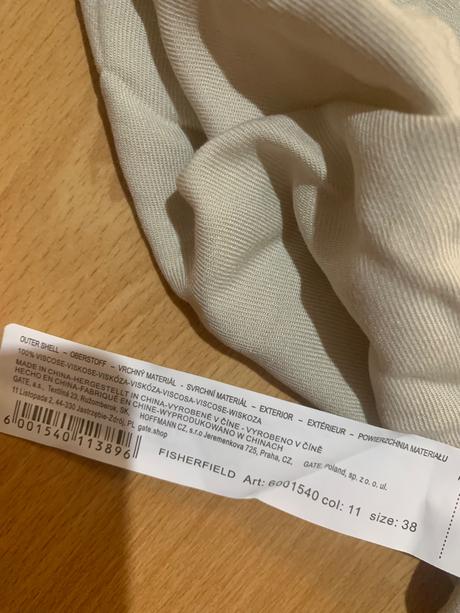 OUTER SHELL - OBERSTOFF - VRCHNÝ MATERIÁL - SVRCHNÍ MATERIÁL - EXTERIOR - EXTÉRIEUR - POWIERZCHNIA MATERIAŁU
100% VISCOSE-VISKOSE-VISKÓZA-VISKÓZA-VISCOSA-VISCOSE-WISKOZA
MADE IN CHINA-HERGESTELLT IN CHINA-VYROBENÉ V ČÍNE - VYROBENO V ČÍNĚ
HECHO EN CHINA-FABRIQUÉ EN CHINE-WYPRODUKOWANO W CHINACH
GATE, a.s., Textilná 23, Ružomberok, SK, HOFFMANN CZ, s.r.o Jeremenkova 725, Praha, CZ, GATE Poland, sp. z o. o. ul.
11 Listopada 2, 44-330 Jastrzębie-Zdrój, PL gate.shop
6 001540 113896
FISHERFIELD Art: 6001540 col: 11 size: 38